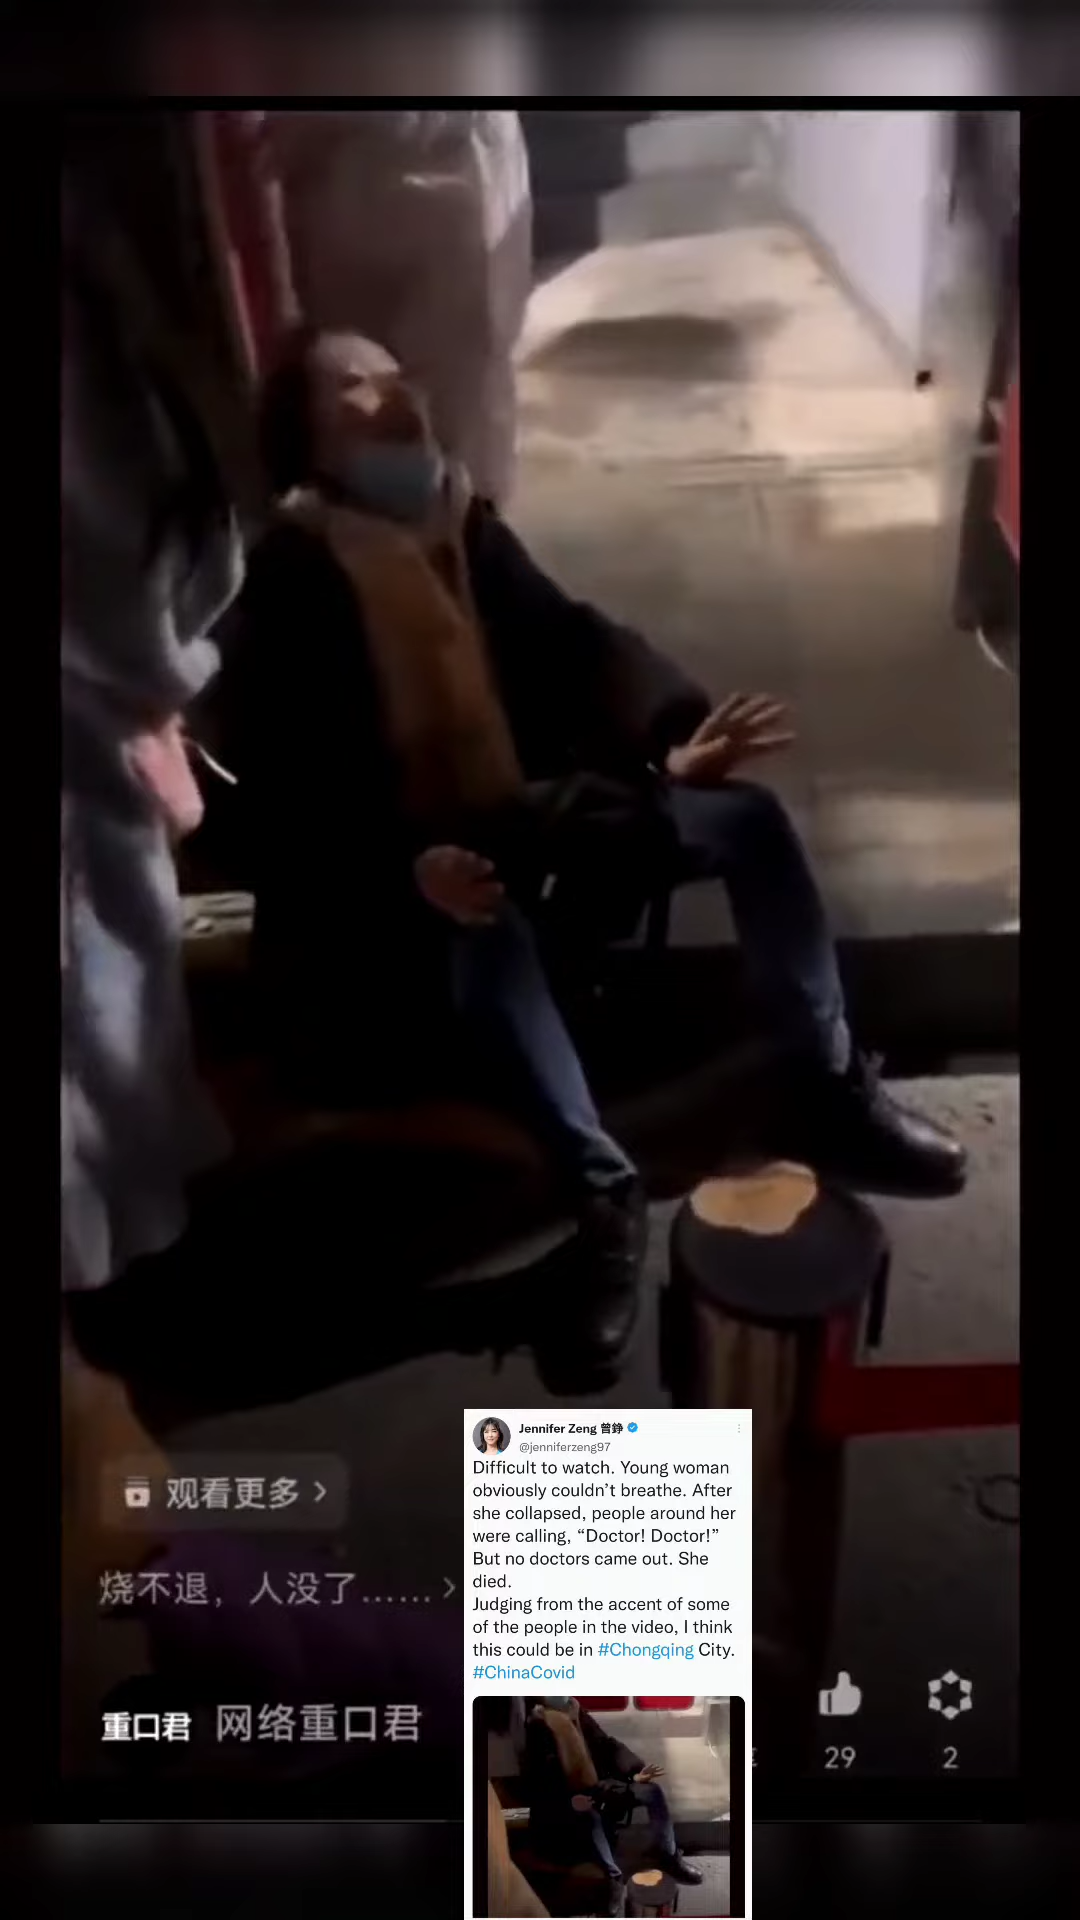 观看更多 >
烧不退，人没了…… >
重口君 网络重口君
29 2
Jennifer Zeng 曾錚
@jenniferzeng97
Difficult to watch. Young woman
obviously couldn’t breathe. After
she collapsed, people around her
were calling, “Doctor! Doctor!”
But no doctors came out. She
died.
Judging from the accent of some
of the people in the video, I think
this could be in #Chongqing City.
#ChinaCovid